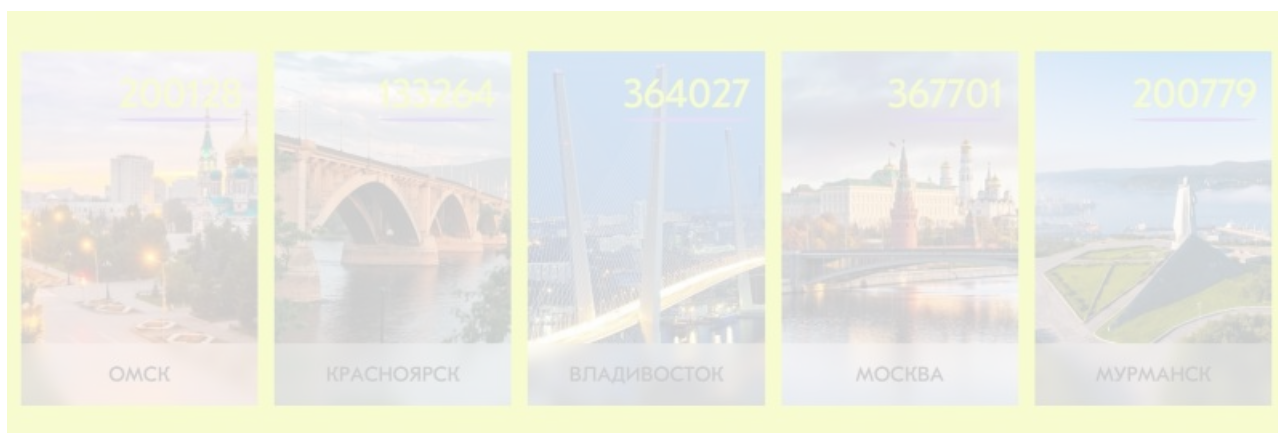 200128
133264
364027
367701
200779
ОМСК
КРАСНОЯРСК
ВЛАДИВОСТОК
МОСКВА
МУРМАНСК